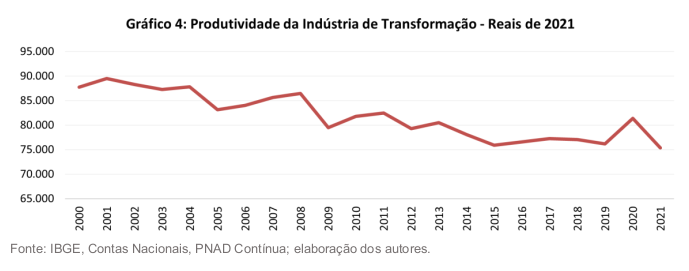 Gráfico 4: Produtividade da Indústria de Transformação - Reais de 2021
95.000
90.000
85.000
80.000
75.000
70.000
65.000
2000 2001 2002 2003 2004 2005 2006 2007 2008 2009 2010 2011 2012 2013 2014 2015 2016 2017 2018 2019 2020 2021
Fonte: IBGE, Contas Nacionais, PNAD Contínua; elaboração dos autores.